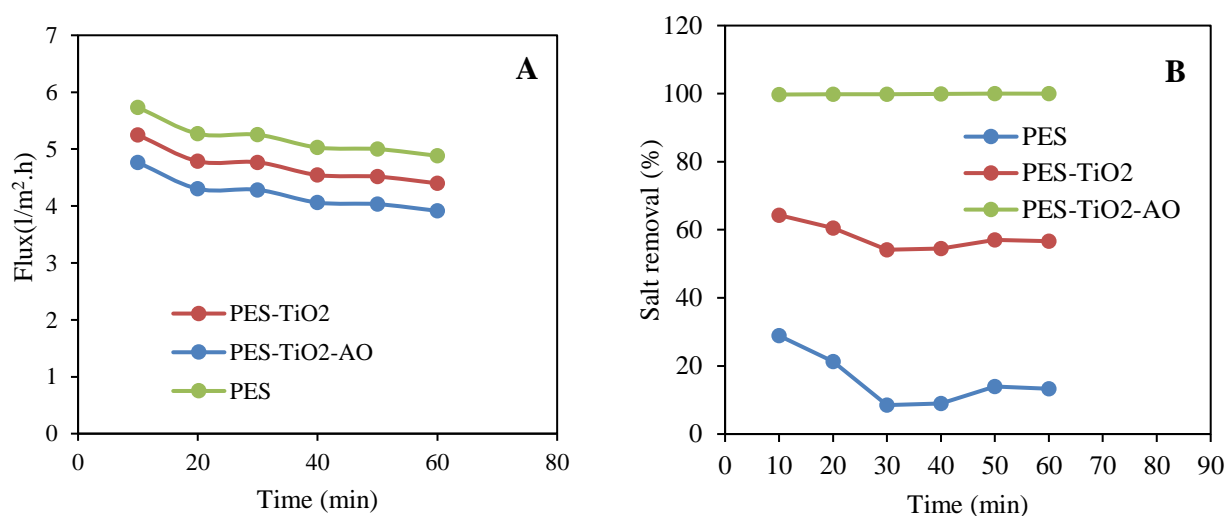 A
Flux(l/m².h)
7
6
5
4
3
2
1
0
PES-TiO2
PES-TiO2-AO
PES
0 20 40 60 80
Time (min)
B
Salt removal (%)
120
100
80
60
40
20
0
PES
PES-TiO2
PES-TiO2-AO
0 10 20 30 40 50 60 70 80 90
Time (min)